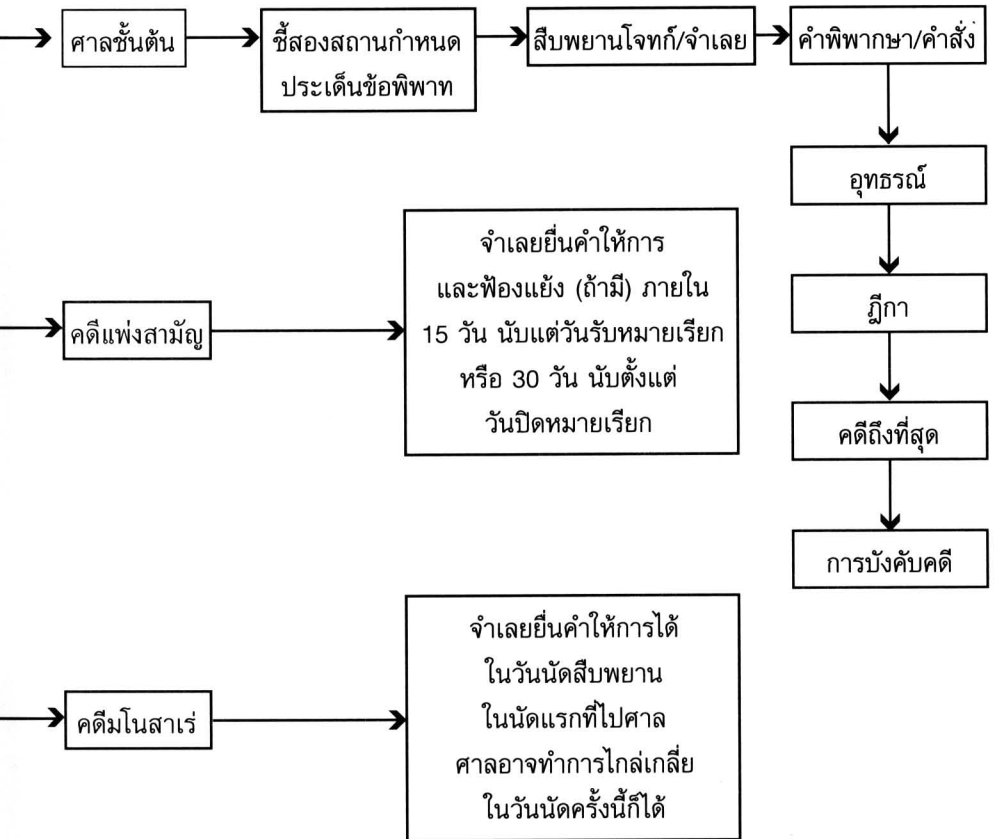 ศาลชั้นต้น
ชี้สองสถานกำหนด
ประเด็นข้อพิพาท
สืบพยานโจทก์/จำเลย
คำพิพากษา/คำสั่ง
อุทธรณ์
ฎีกา
คดีถึงที่สุด
การบังคับคดี
คดีแพ่งสามัญ
จำเลยยื่นคำให้การ
และฟ้องแย้ง (ถ้ามี) ภายใน
15 วัน นับแต่วันรับหมายเรียก
หรือ 30 วัน นับตั้งแต่
วันปิดหมายเรียก
คดีมโนสาเร่
จำเลยยื่นคำให้การได้
ในวันนัดสืบพยาน
ในนัดแรกที่ไปศาล
ศาลอาจทำการไกล่เกลี่ย
ในวันนัดครั้งนี้ก็ได้